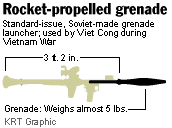 Rocket-propelled grenade
Standard-issue, Soviet-made grenade
launcher; used by Viet Cong during
Vietnam War
3 ft. 2 in.
Grenade: Weighs almost 5 lbs.
KRT Graphic